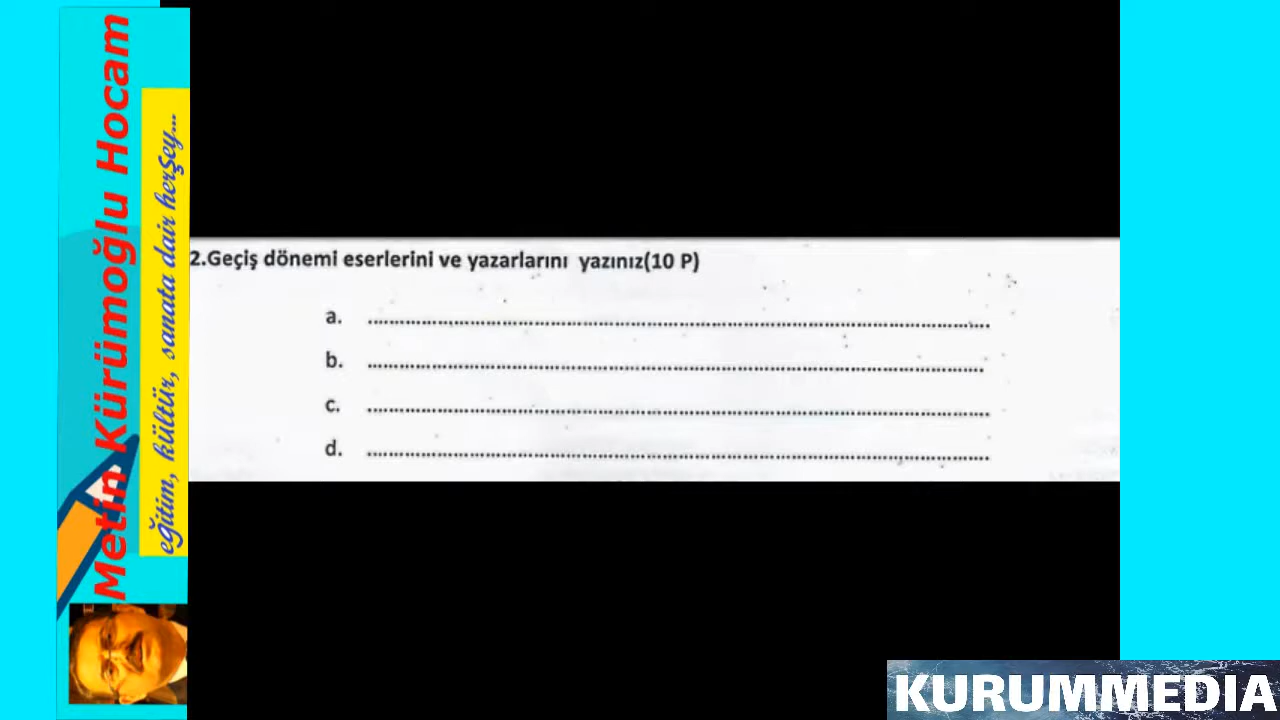 Metin Kürümoğlu Hocam
eğitim, kültür, sanata dair herşey...
2.Geçiş dönemi eserlerini ve yazarlarını yazınız(10 P)
a. ........................................................................
b. ........................................................................
c. ........................................................................
d. ........................................................................
KURUMMEDIA